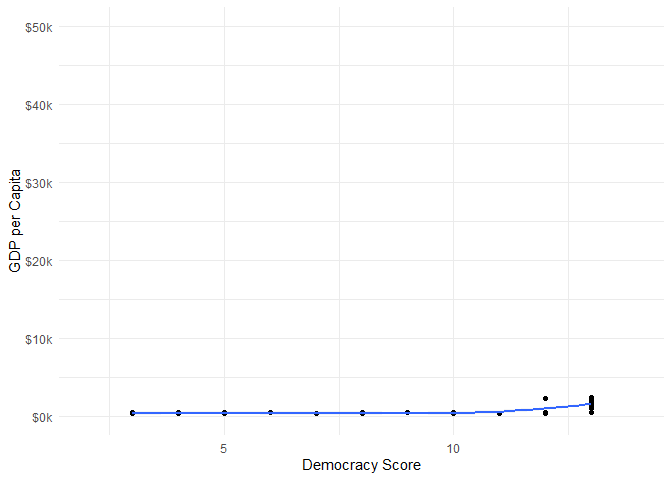 $50k
$40k
$30k
$20k
$10k
$0k
GDP per Capita
5
10
Democracy Score